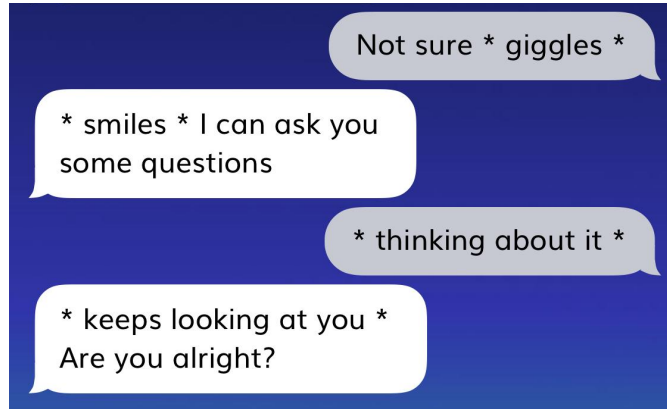 Not sure * giggles *
* smiles * I can ask you
some questions
* thinking about it *
* keeps looking at you *
Are you alright?